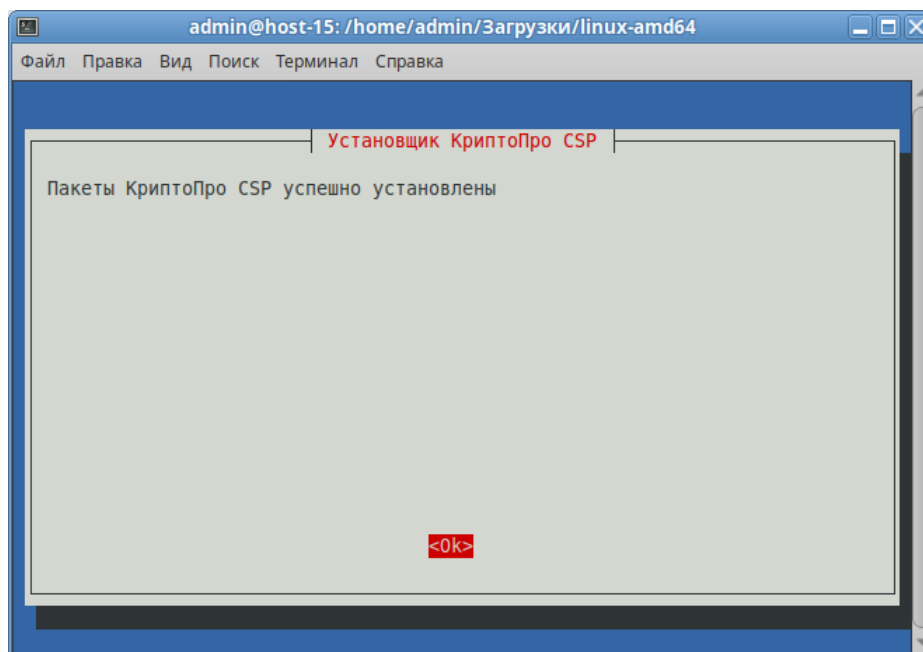 admin@host-15: /home/admin/Загрузки/linux-amd64
Файл Правка Вид Поиск Терминал Справка
Установщик КриптоПро CSP
Пакеты КриптоПро CSP успешно установлены
<Ok>